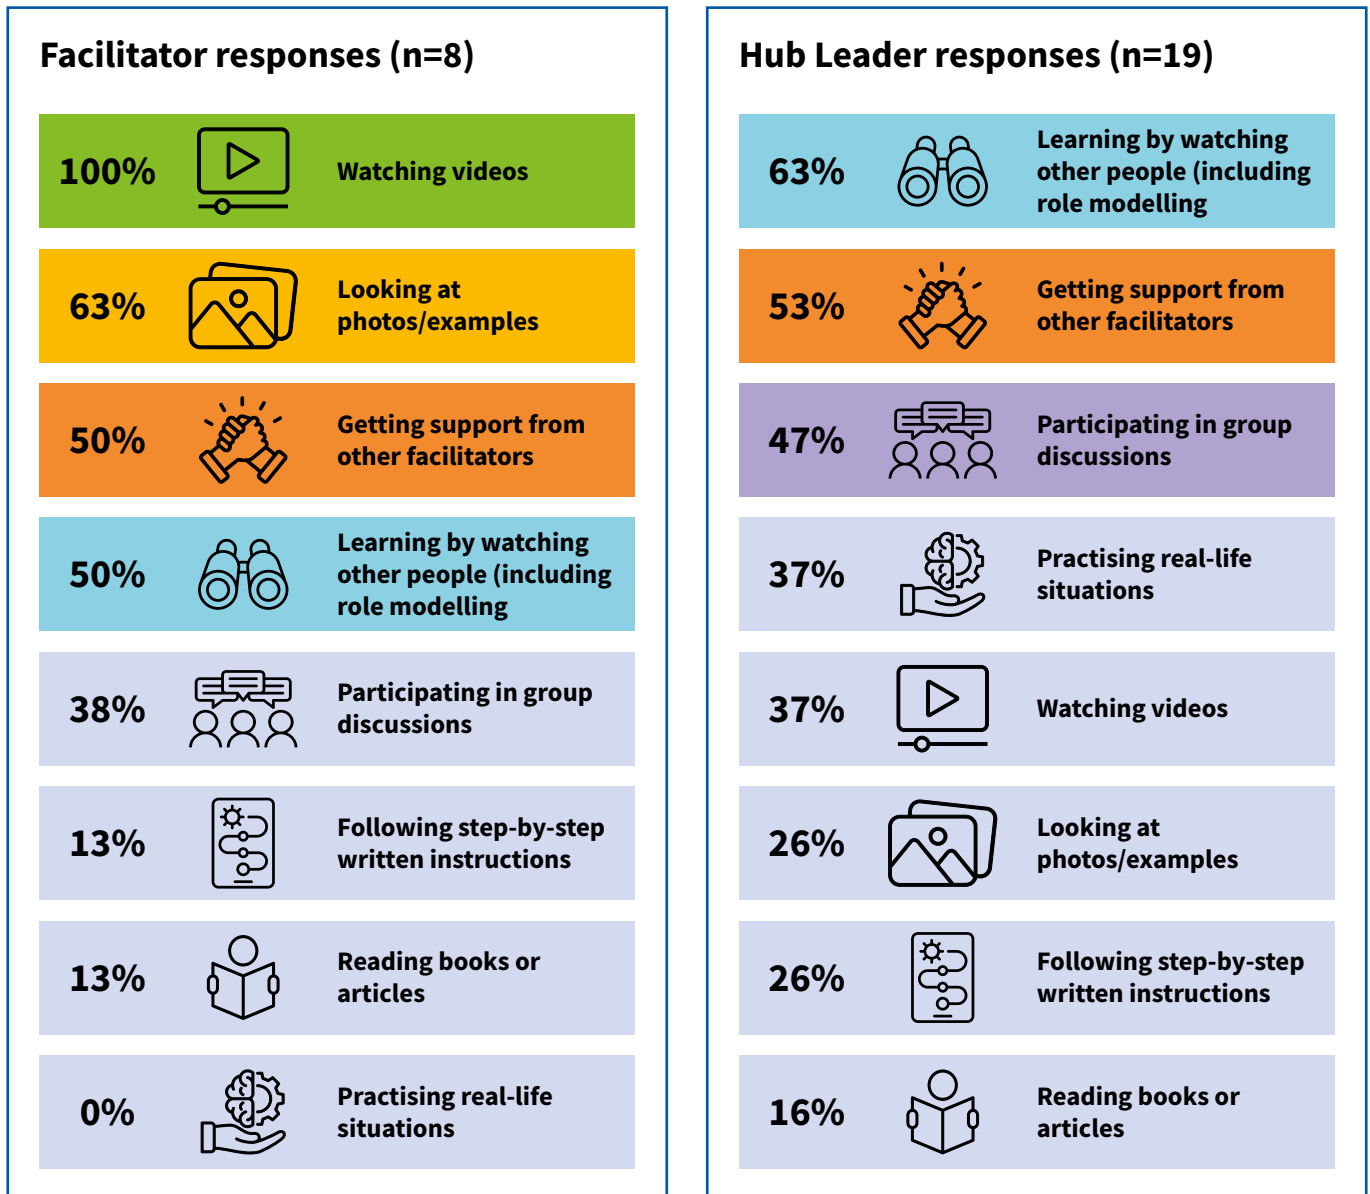 Facilitator responses (n=8)
100%
Watching videos
63%
Looking at
photos/examples
50%
Getting support from
other facilitators
50%
Learning by watching
other people (including
role modelling
38%
Participating in group
discussions
13%
Following step-by-step
written instructions
13%
Reading books or
articles
0%
Practising real-life
situations
Hub Leader responses (n=19)
63%
Learning by watching
other people (including
role modelling
53%
Getting support from
other facilitators
47%
Participating in group
discussions
37%
Practising real-life
situations
37%
Watching videos
26%
Looking at
photos/examples
26%
Following step-by-step
written instructions
16%
Reading books or
articles